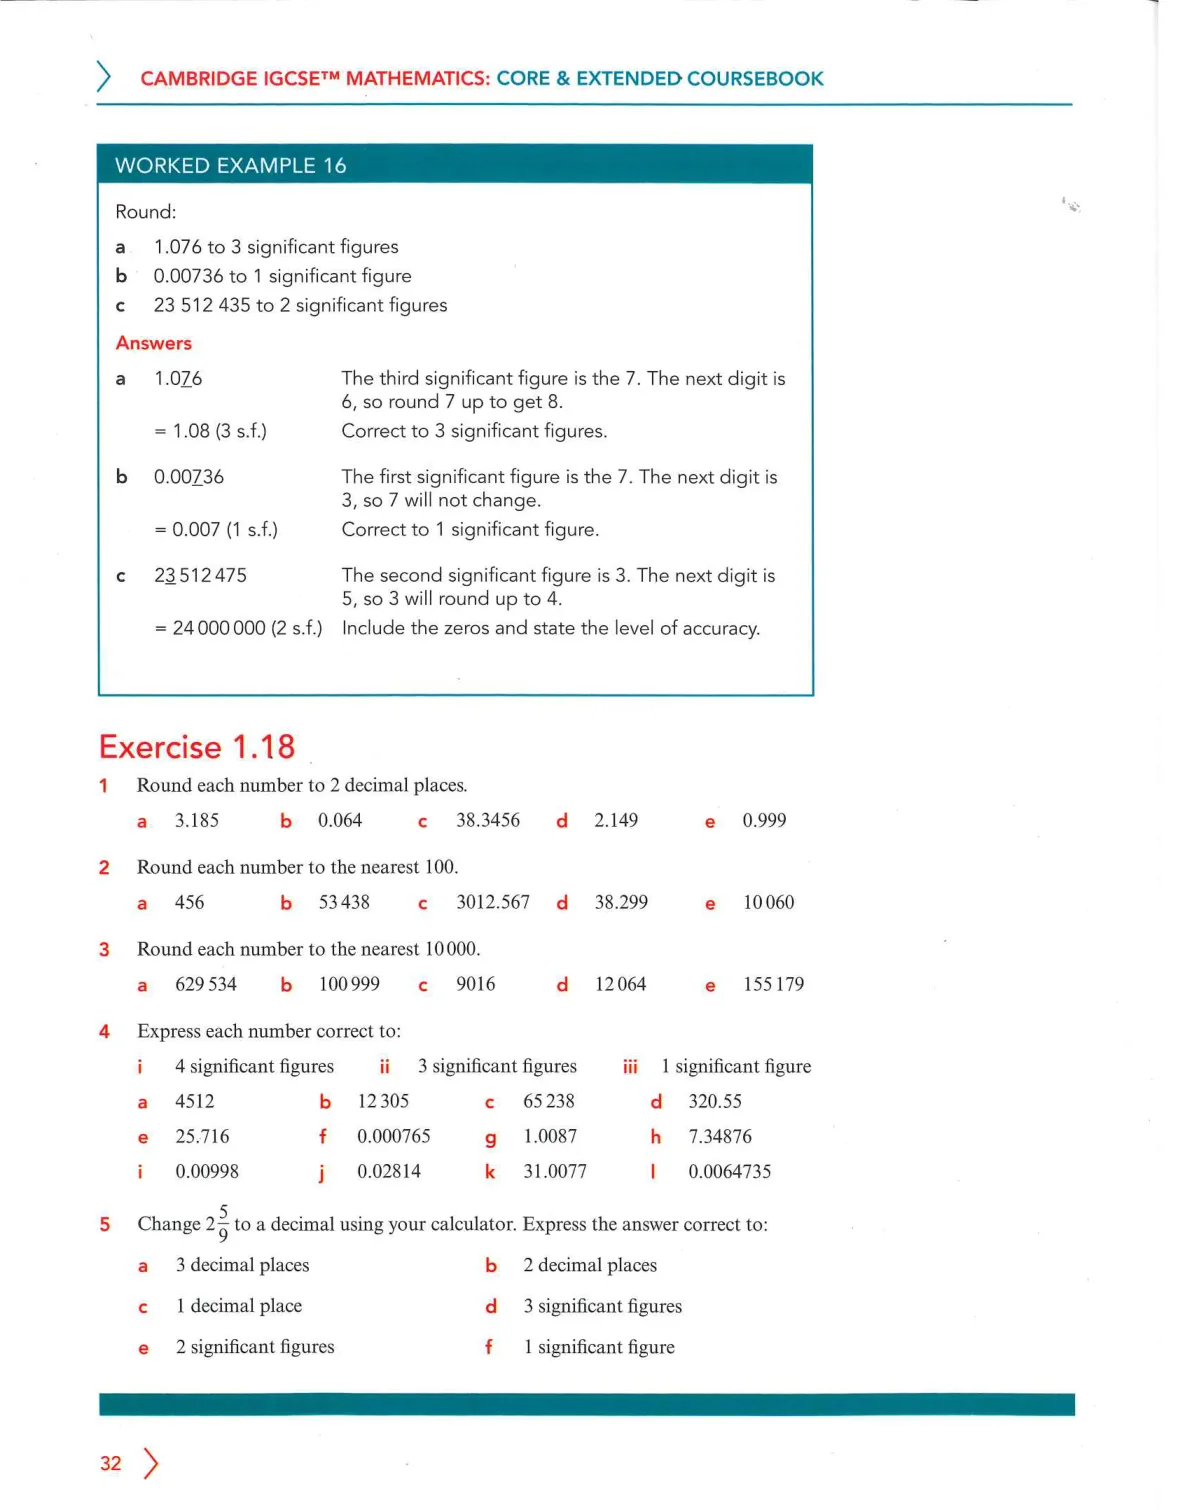 CAMBRIDGE IGCSE™ MATHEMATICS: CORE & EXTENDED COURSEBOOK
WORKED EXAMPLE 16
Round:
a 1.076 to 3 significant figures
b 0.00736 to 1 significant figure
c 23 512 435 to 2 significant figures
Answers
a 1.076 The third significant figure is the 7. The next digit is
6, so round 7 up to get 8.
= 1.08 (3 s.f.) Correct to 3 significant figures.
b 0.00736 The first significant figure is the 7. The next digit is
3, so 7 will not change.
= 0.007 (1 s.f.) Correct to 1 significant figure.
c 23 512 475 The second significant figure is 3. The next digit is
5, so 3 will round up to 4.
= 24 000 000 (2 s.f.) Include the zeros and state the level of accuracy.
Exercise 1.18
1 Round each number to 2 decimal places.
a 3.185 b 0.064 c 38.3456 d 2.149 e 0.999
2 Round each number to the nearest 100.
a 456 b 53 438 c 3012.567 d 38.299 e 10 060
3 Round each number to the nearest 10 000.
a 629 534 b 100 999 c 9016 d 12 064 e 155 179
4 Express each number correct to:
i 4 significant figures ii 3 significant figures iii 1 significant figure
a 4512 b 12 305 c 65 238 d 320.55
e 25.716 f 0.000765 g 1.0087 h 7.34876
i 0.00998 j 0.02814 k 31.0077 l 0.0064735
5 Change 2 5/9 to a decimal using your calculator. Express the answer correct to:
a 3 decimal places b 2 decimal places
c 1 decimal place d 3 significant figures
e 2 significant figures f 1 significant figure
32